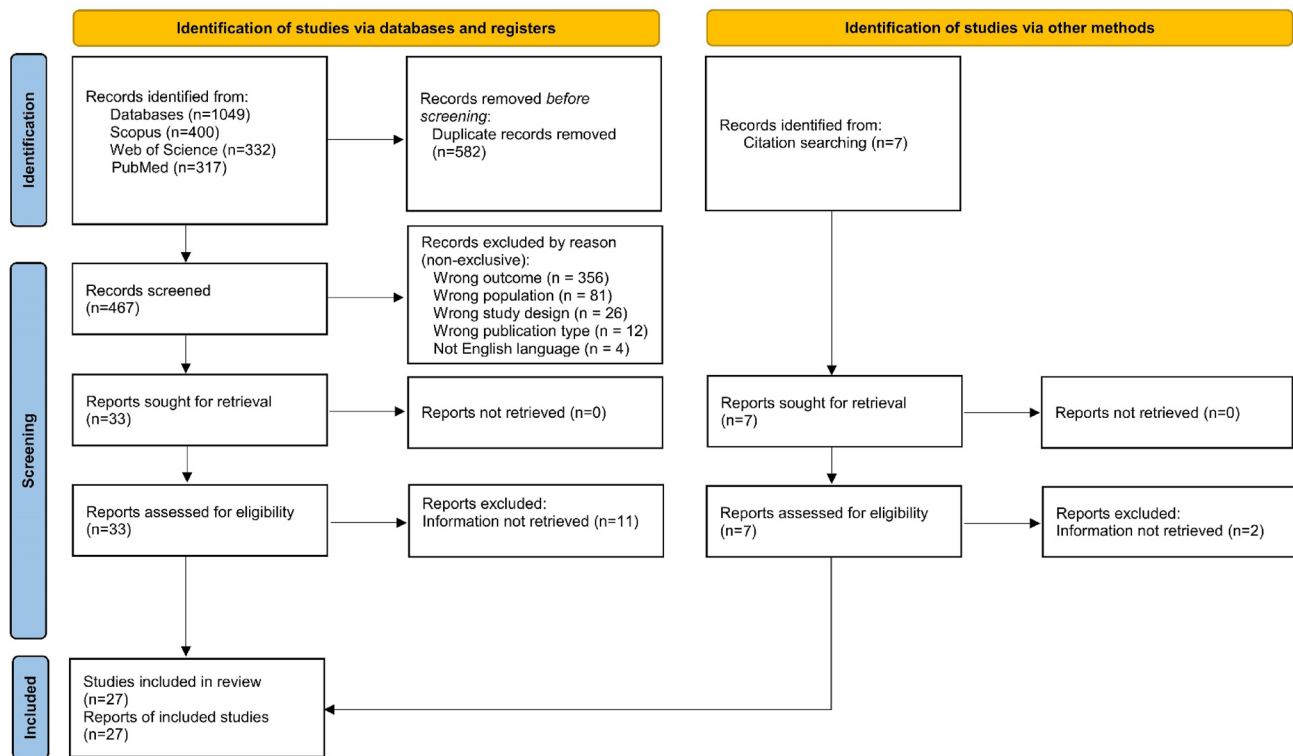 Identification of studies via databases and registers
Identification of studies via other methods
Identification
Records identified from:
Databases (n=1049)
Scopus (n=400)
Web of Science (n=332)
PubMed (n=317)
Records removed before
screening:
Duplicate records removed
(n=582)
Records identified from:
Citation searching (n=7)
Screening
Records screened
(n=467)
Records excluded by reason
(non-exclusive):
Wrong outcome (n = 356)
Wrong population (n = 81)
Wrong study design (n = 26)
Wrong publication type (n = 12)
Not English language (n = 4)
Reports sought for retrieval
(n=33)
Reports not retrieved (n=0)
Reports sought for retrieval
(n=7)
Reports not retrieved (n=0)
Reports assessed for eligibility
(n=33)
Reports excluded:
Information not retrieved (n=11)
Reports assessed for eligibility
(n=7)
Reports excluded:
Information not retrieved (n=2)
Included
Studies included in review
(n=27)
Reports of included studies
(n=27)